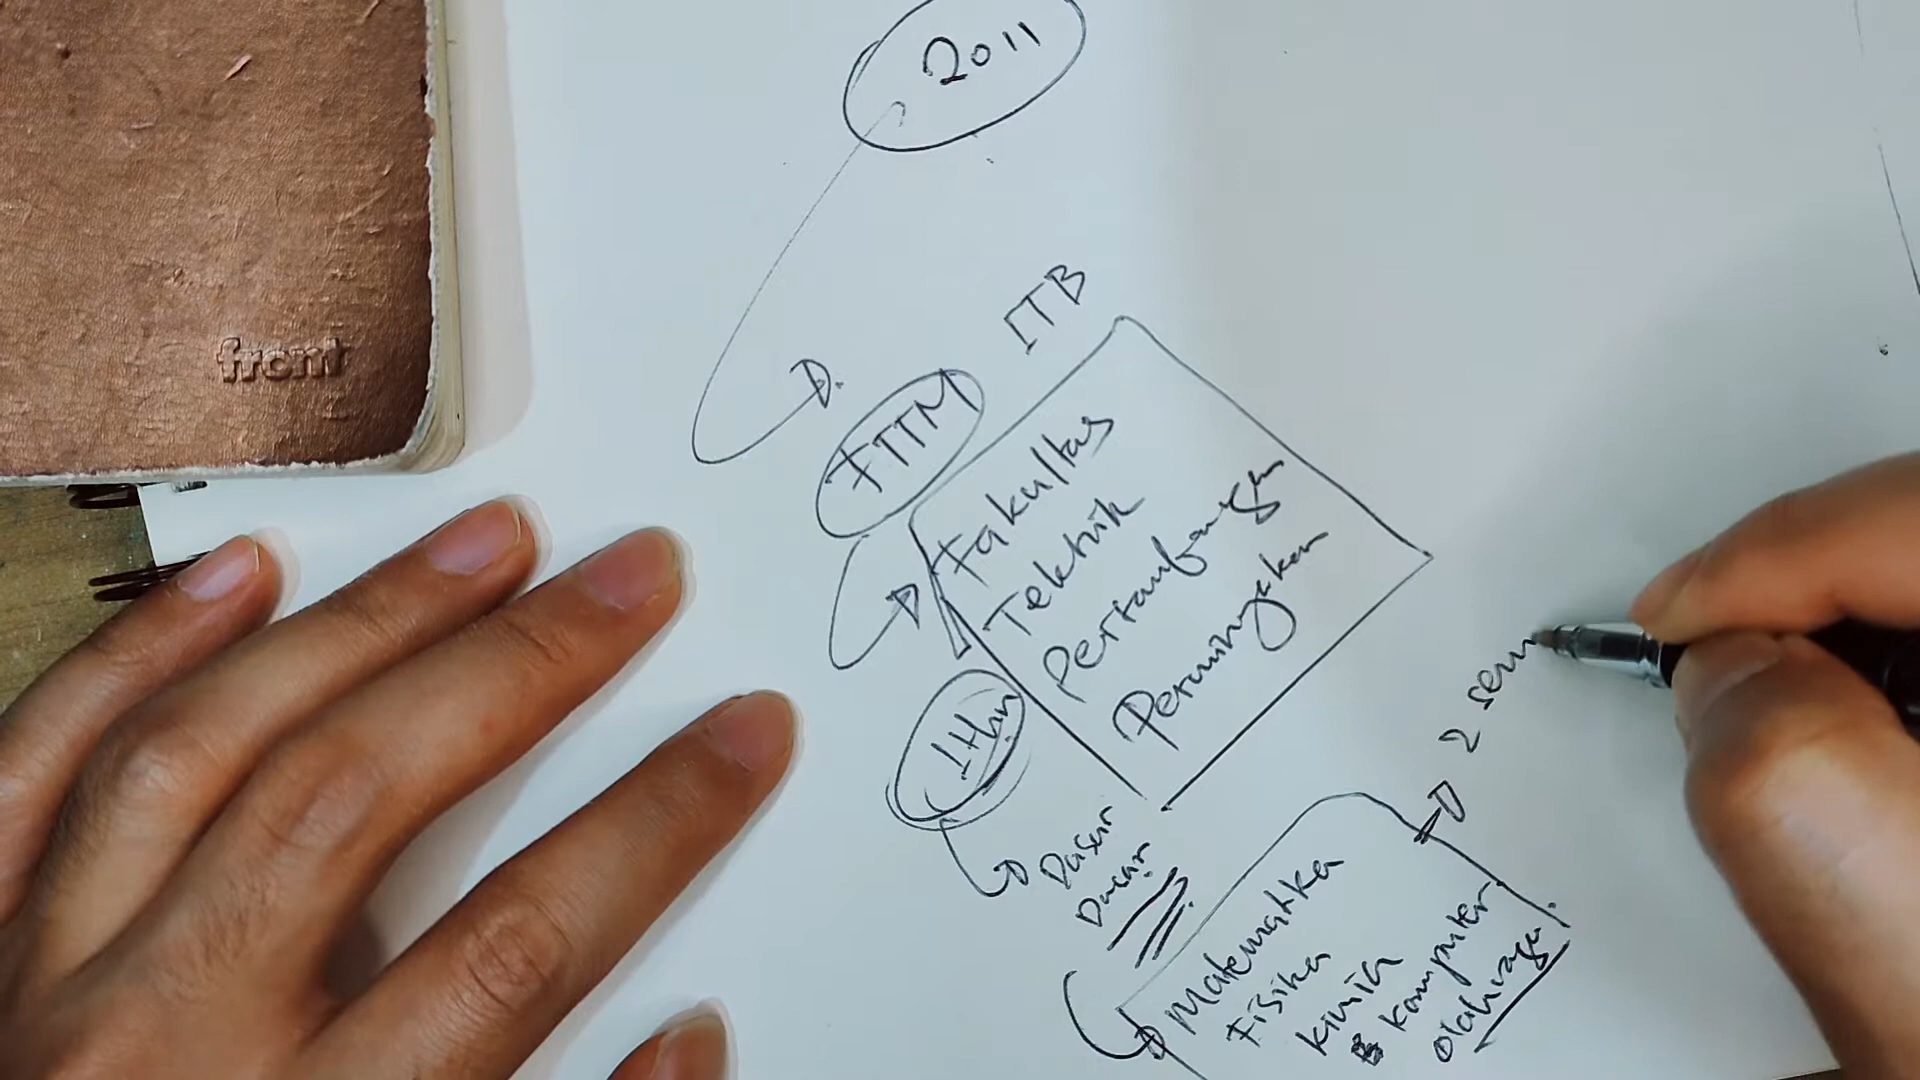 2011
front
ITB
FTTM
Fakultas
Teknik
Pertambangan
Perminyakan
1 thn
Dasar
Dasar
2 sem
Matematika
Fisika
kimia
komputer
olahraga